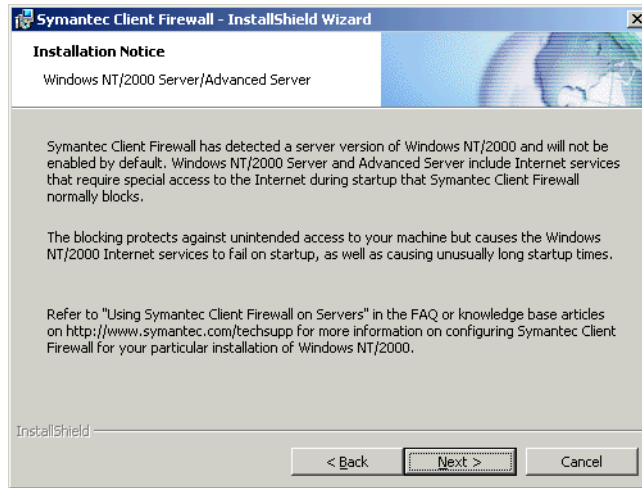 Symantec Client Firewall - InstallShield Wizard
Installation Notice
Windows NT/2000 Server/Advanced Server
Symantec Client Firewall has detected a server version of Windows NT/2000 and will not be
enabled by default. Windows NT/2000 Server and Advanced Server include Internet services
that require special access to the Internet during startup that Symantec Client Firewall
normally blocks.
The blocking protects against unintended access to your machine but causes the Windows
NT/2000 Internet services to fail on startup, as well as causing unusually long startup times.
Refer to "Using Symantec Client Firewall on Servers" in the FAQ or knowledge base articles
on http://www.symantec.com/techsupp for more information on configuring Symantec Client
Firewall for your particular installation of Windows NT/2000.
InstallShield
< Back
Next >
Cancel